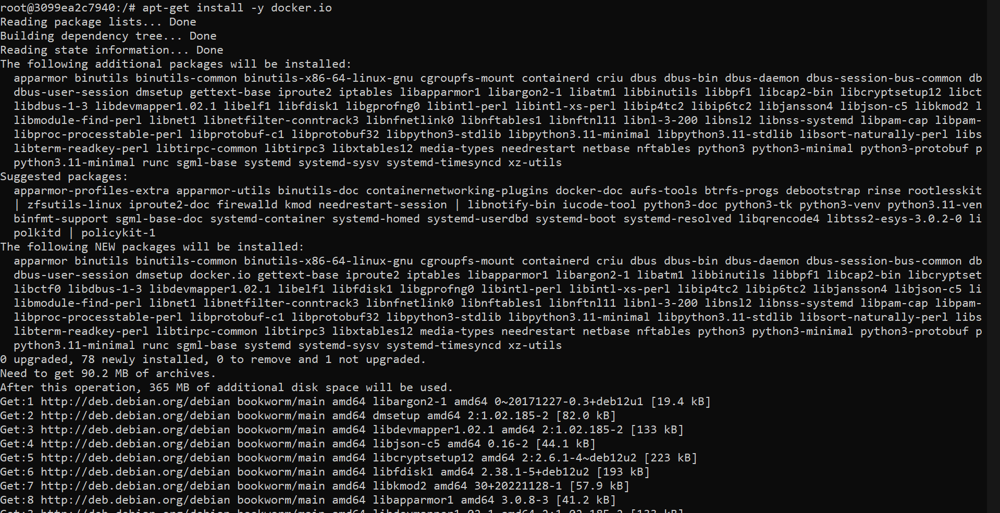 root@3099ea2c7940:/# apt-get install -y docker.io
Reading package lists... Done
Building dependency tree... Done
Reading state information... Done
The following additional packages will be installed:
  apparmor binutils binutils-common binutils-x86-64-linux-gnu cgroupfs-mount containerd criu dbus dbus-bin dbus-daemon dbus-session-bus-common db
  dbus-user-session dmsetup gettext-base iproute2 iptables libapparmor1 libargon2-1 libatm1 libbinutils libbpf1 libcap2-bin libcryptsetup12 libct
  libdbus-1-3 libdevmapper1.02.1 libelf1 libfdisk1 libgprofng0 libintl-perl libintl-xs-perl libip4tc2 libip6tc2 libjansson4 libjson-c5 libkmod2 l
  libmodule-find-perl libnet1 libnetfilter-conntrack3 libnfnetlink0 libnftables1 libnftnl11 libnl-3-200 libnsl2 libnss-systemd libpam-cap libpam-
  libproc-processtable-perl libprotobuf-c1 libprotobuf32 libpython3-stdlib libpython3.11-minimal libpython3.11-stdlib libsort-naturally-perl libs
  libterm-readkey-perl libtirpc-common libtirpc3 libxtables12 media-types needrestart netbase nftables python3 python3-minimal python3-protobuf p
  python3.11-minimal runc sgml-base systemd systemd-sysv systemd-timesyncd xz-utils
Suggested packages:
  apparmor-profiles-extra apparmor-utils binutils-doc containernetworking-plugins docker-doc aufs-tools btrfs-progs debootstrap rinse rootlesskit
  | zfsutils-linux iproute2-doc firewalld kmod needrestart-session | libnotify-bin iucode-tool python3-doc python3-tk python3-venv python3.11-ven
  binfmt-support sgml-base-doc systemd-container systemd-homed systemd-userdbd systemd-boot systemd-resolved libqrencode4 libtss2-esys-3.0.2-0 li
  polkitd | policykit-1
The following NEW packages will be installed:
  apparmor binutils binutils-common binutils-x86-64-linux-gnu cgroupfs-mount containerd criu dbus dbus-bin dbus-daemon dbus-session-bus-common db
  dbus-user-session dmsetup docker.io gettext-base iproute2 iptables libapparmor1 libargon2-1 libatm1 libbinutils libbpf1 libcap2-bin libcryptset
  libctf0 libdbus-1-3 libdevmapper1.02.1 libelf1 libfdisk1 libgprofng0 libintl-perl libintl-xs-perl libip4tc2 libip6tc2 libjansson4 libjson-c5 li
  libmodule-find-perl libnet1 libnetfilter-conntrack3 libnfnetlink0 libnftables1 libnftnl11 libnl-3-200 libnsl2 libnss-systemd libpam-cap libpam-
  libproc-processtable-perl libprotobuf-c1 libprotobuf32 libpython3-stdlib libpython3.11-minimal libpython3.11-stdlib libsort-naturally-perl libs
  libterm-readkey-perl libtirpc-common libtirpc3 libxtables12 media-types needrestart netbase nftables python3 python3-minimal python3-protobuf p
  python3.11-minimal runc sgml-base systemd systemd-sysv systemd-timesyncd xz-utils
0 upgraded, 78 newly installed, 0 to remove and 1 not upgraded.
Need to get 90.2 MB of archives.
After this operation, 365 MB of additional disk space will be used.
Get:1 http://deb.debian.org/debian bookworm/main amd64 libargon2-1 amd64 0~20171227-0.3+deb12u1 [19.4 kB]
Get:2 http://deb.debian.org/debian bookworm/main amd64 dmsetup amd64 2:1.02.185-2 [82.0 kB]
Get:3 http://deb.debian.org/debian bookworm/main amd64 libdevmapper1.02.1 amd64 2:1.02.185-2 [133 kB]
Get:4 http://deb.debian.org/debian bookworm/main amd64 libjson-c5 amd64 0.16-2 [44.1 kB]
Get:5 http://deb.debian.org/debian bookworm/main amd64 libcryptsetup12 amd64 2:2.6.1-4~deb12u2 [223 kB]
Get:6 http://deb.debian.org/debian bookworm/main amd64 libfdisk1 amd64 2.38.1-5+deb12u2 [193 kB]
Get:7 http://deb.debian.org/debian bookworm/main amd64 libkmod2 amd64 30+20221128-1 [57.9 kB]
Get:8 http://deb.debian.org/debian bookworm/main amd64 libapparmor1 amd64 3.0.8-3 [41.2 kB]